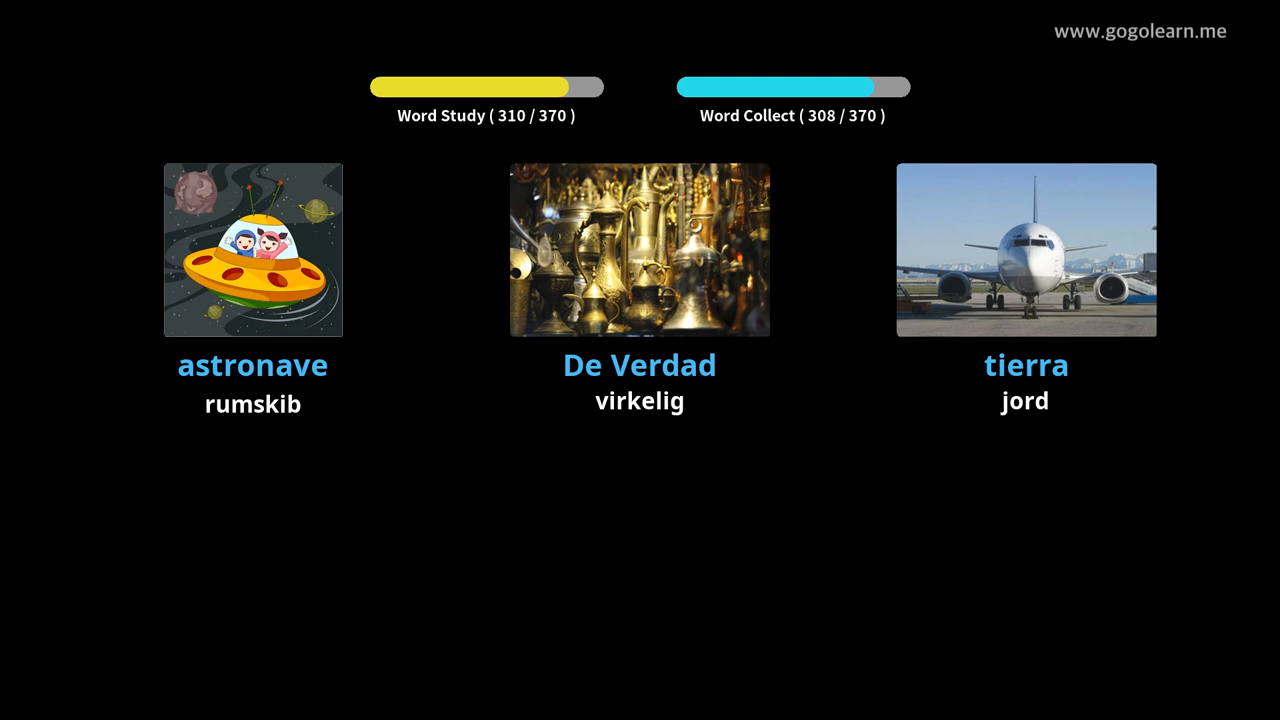 www.gogolearn.me
Word Study ( 310 / 370 )
Word Collect ( 308 / 370 )
astronave
rumskib
De Verdad
virkelig
tierra
jord